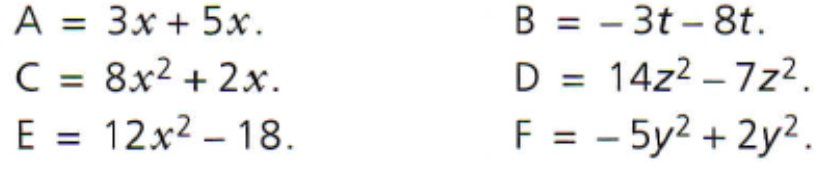 A = 3x + 5x. B = – 3t – 8t.
C = 8x² + 2x. D = 14z² – 7z².
E = 12x² – 18. F = – 5y² + 2y².